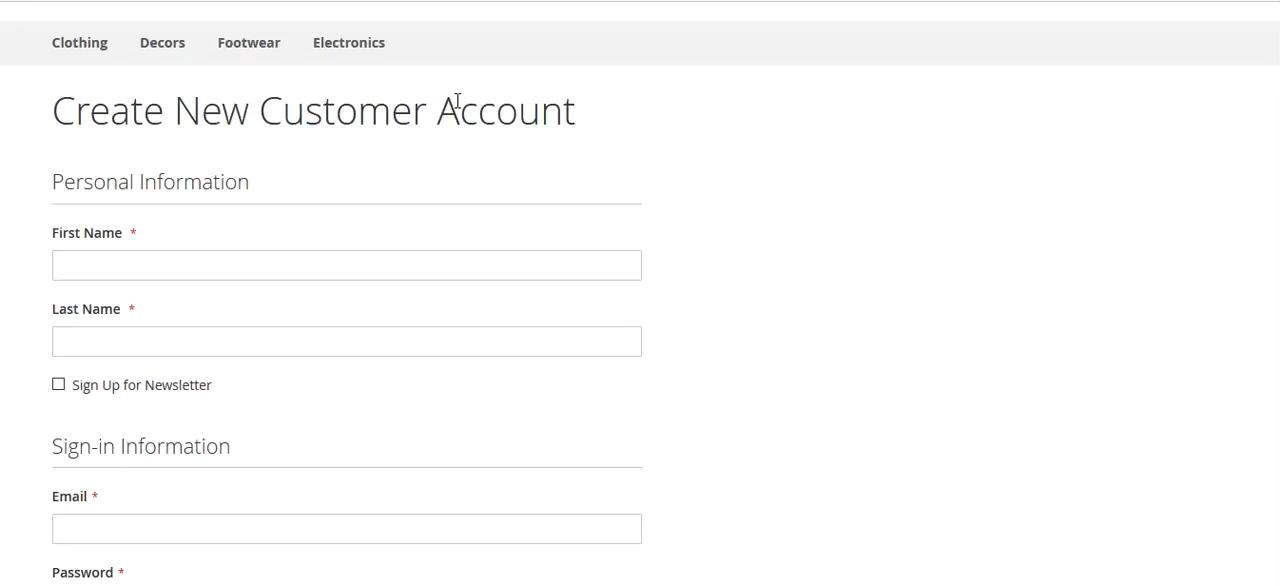 Clothing Decors Footwear Electronics
Create New Customer Account
Personal Information
First Name *
Last Name *
Sign Up for Newsletter
Sign-in Information
Email *
Password *